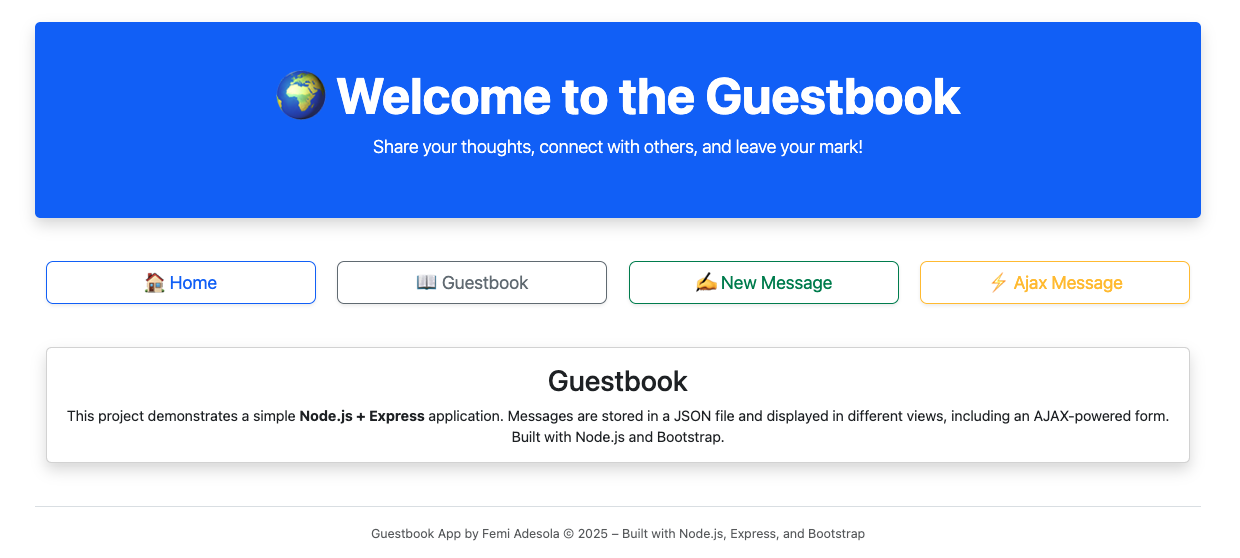 🌍 Welcome to the Guestbook
Share your thoughts, connect with others, and leave your mark!
🏠 Home
📖 Guestbook
✍️ New Message
⚡ Ajax Message
Guestbook
This project demonstrates a simple Node.js + Express application. Messages are stored in a JSON file and displayed in different views, including an AJAX-powered form.
Built with Node.js and Bootstrap.
Guestbook App by Femi Adesola © 2025 – Built with Node.js, Express, and Bootstrap